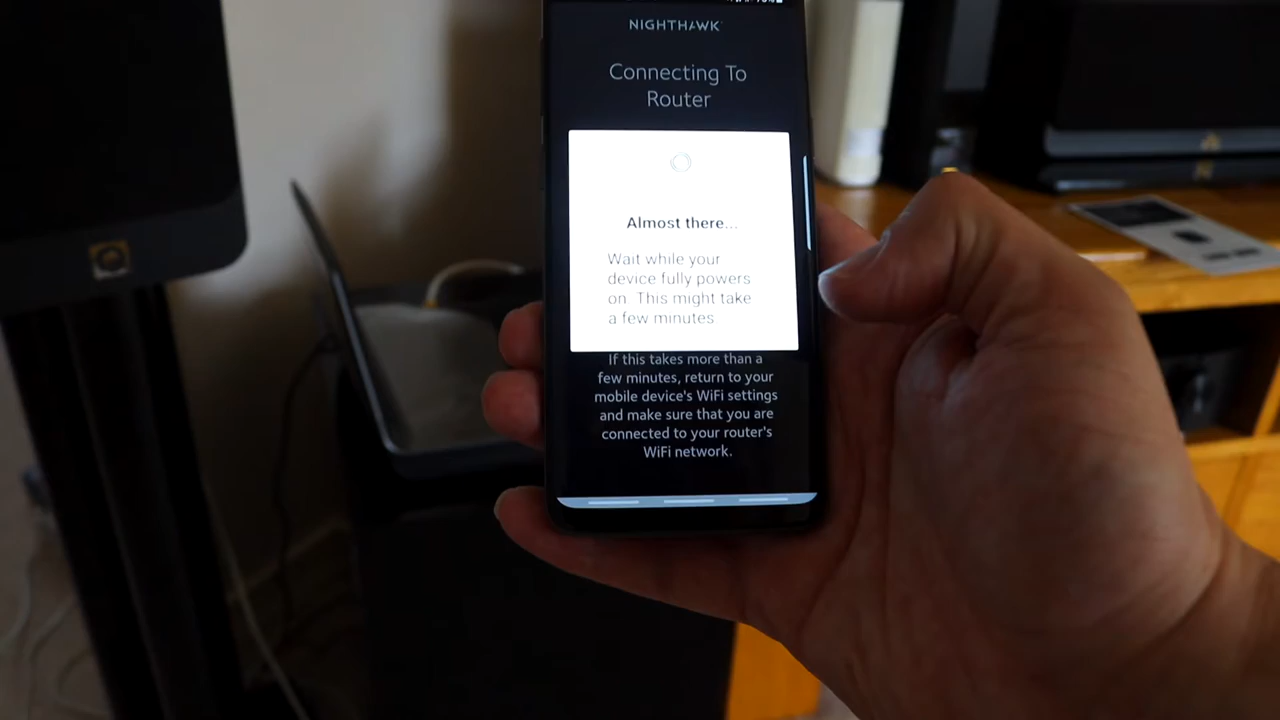 NIGHTHAWK
Connecting To
Router
Almost there...
Wait while your
device fully powers
on. This might take
a few minutes
If this takes more than a
few minutes, return to your
mobile device's WiFi settings
and make sure that you are
connected to your router's
WiFi network.